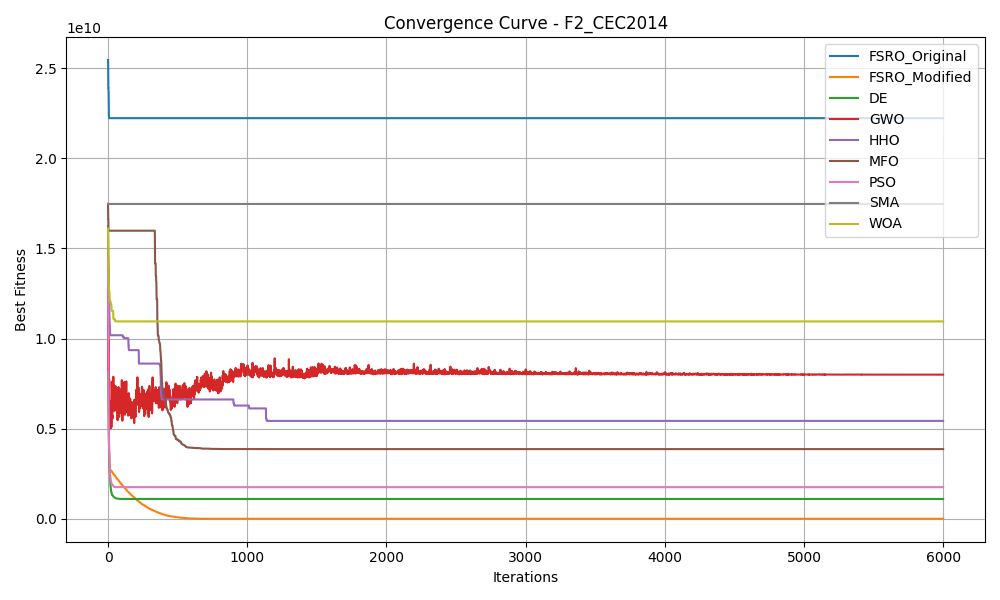 Convergence Curve - F2_CEC2014
1e10
2.5
2.0
1.5
1.0
0.5
0.0
Best Fitness
0 1000 2000 3000 4000 5000 6000
Iterations
FSRO_Original
FSRO_Modified
DE
GWO
HHO
MFO
PSO
SMA
WOA